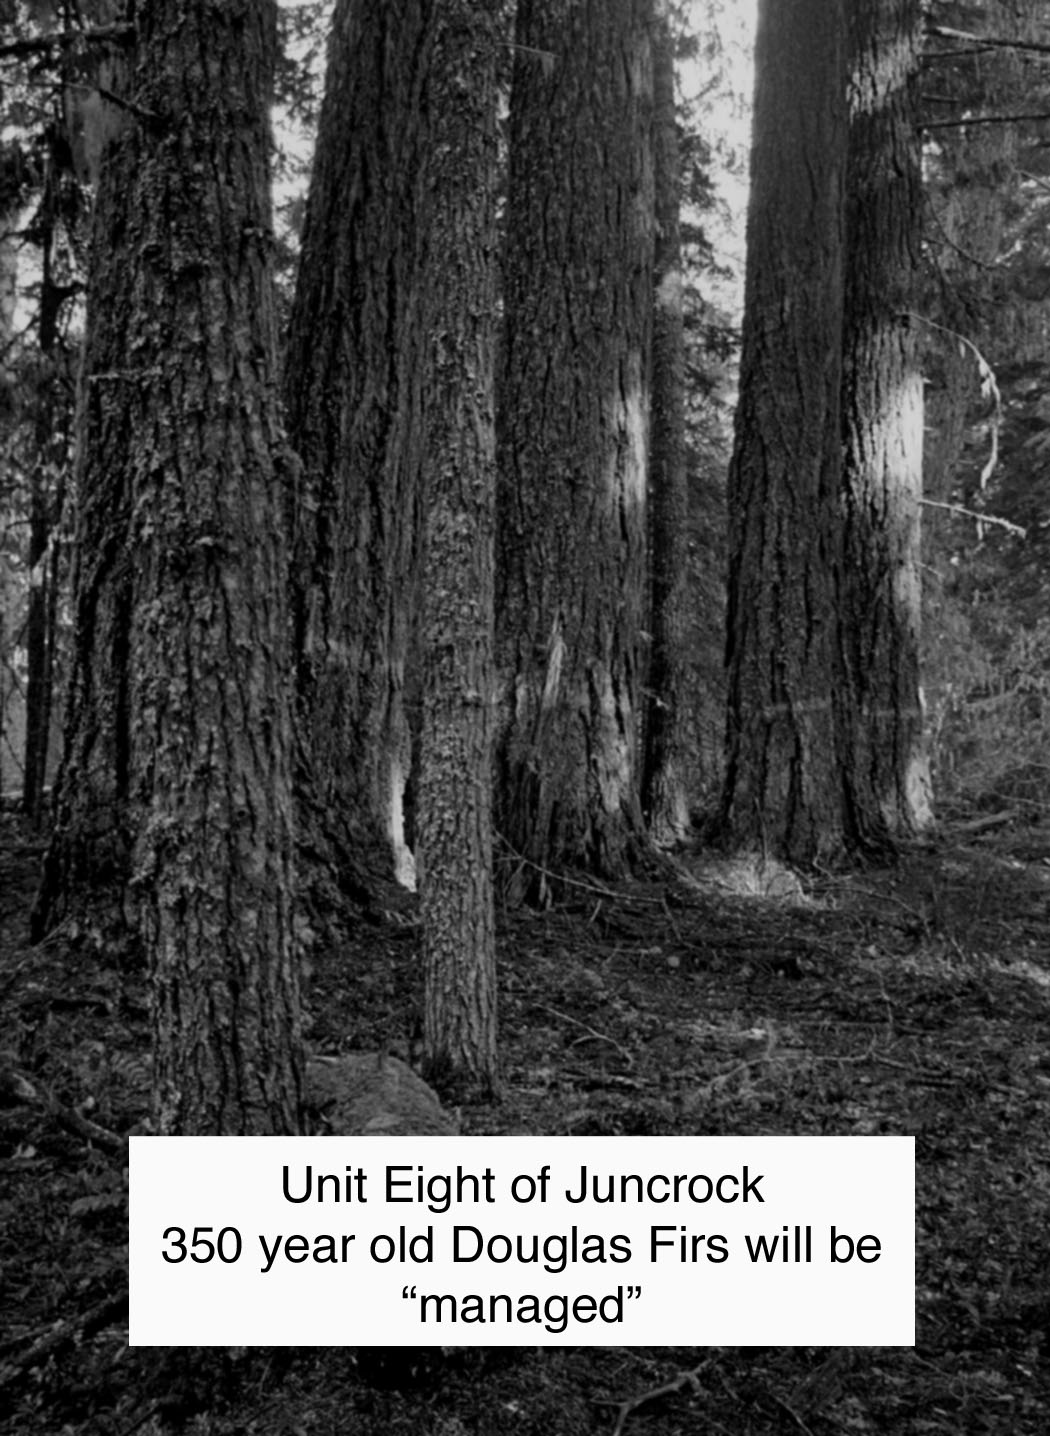 Unit Eight of Juncrock
350 year old Douglas Firs will be
“managed”